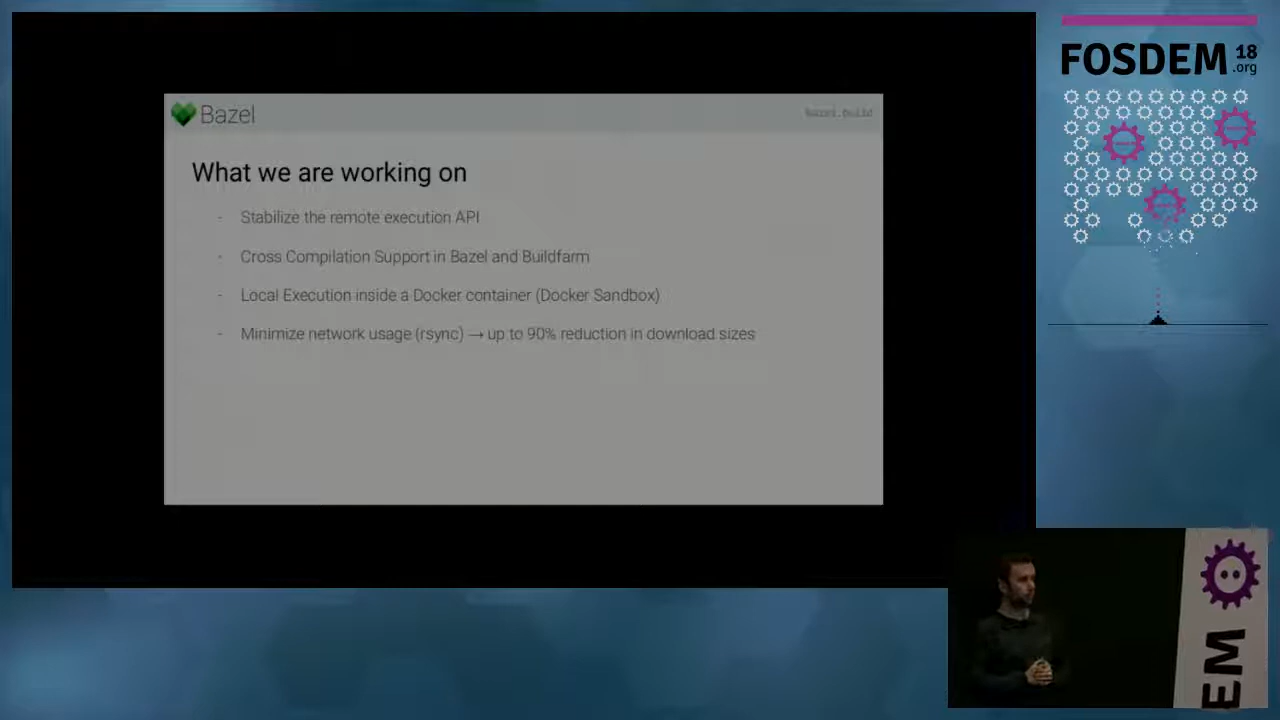 Bazel
bazel.build
What we are working on
- Stabilize the remote execution API
- Cross Compilation Support in Bazel and Buildfarm
- Local Execution inside a Docker container (Docker Sandbox)
- Minimize network usage (rsync) → up to 90% reduction in download sizes
FOSDEM 18
.org
EM